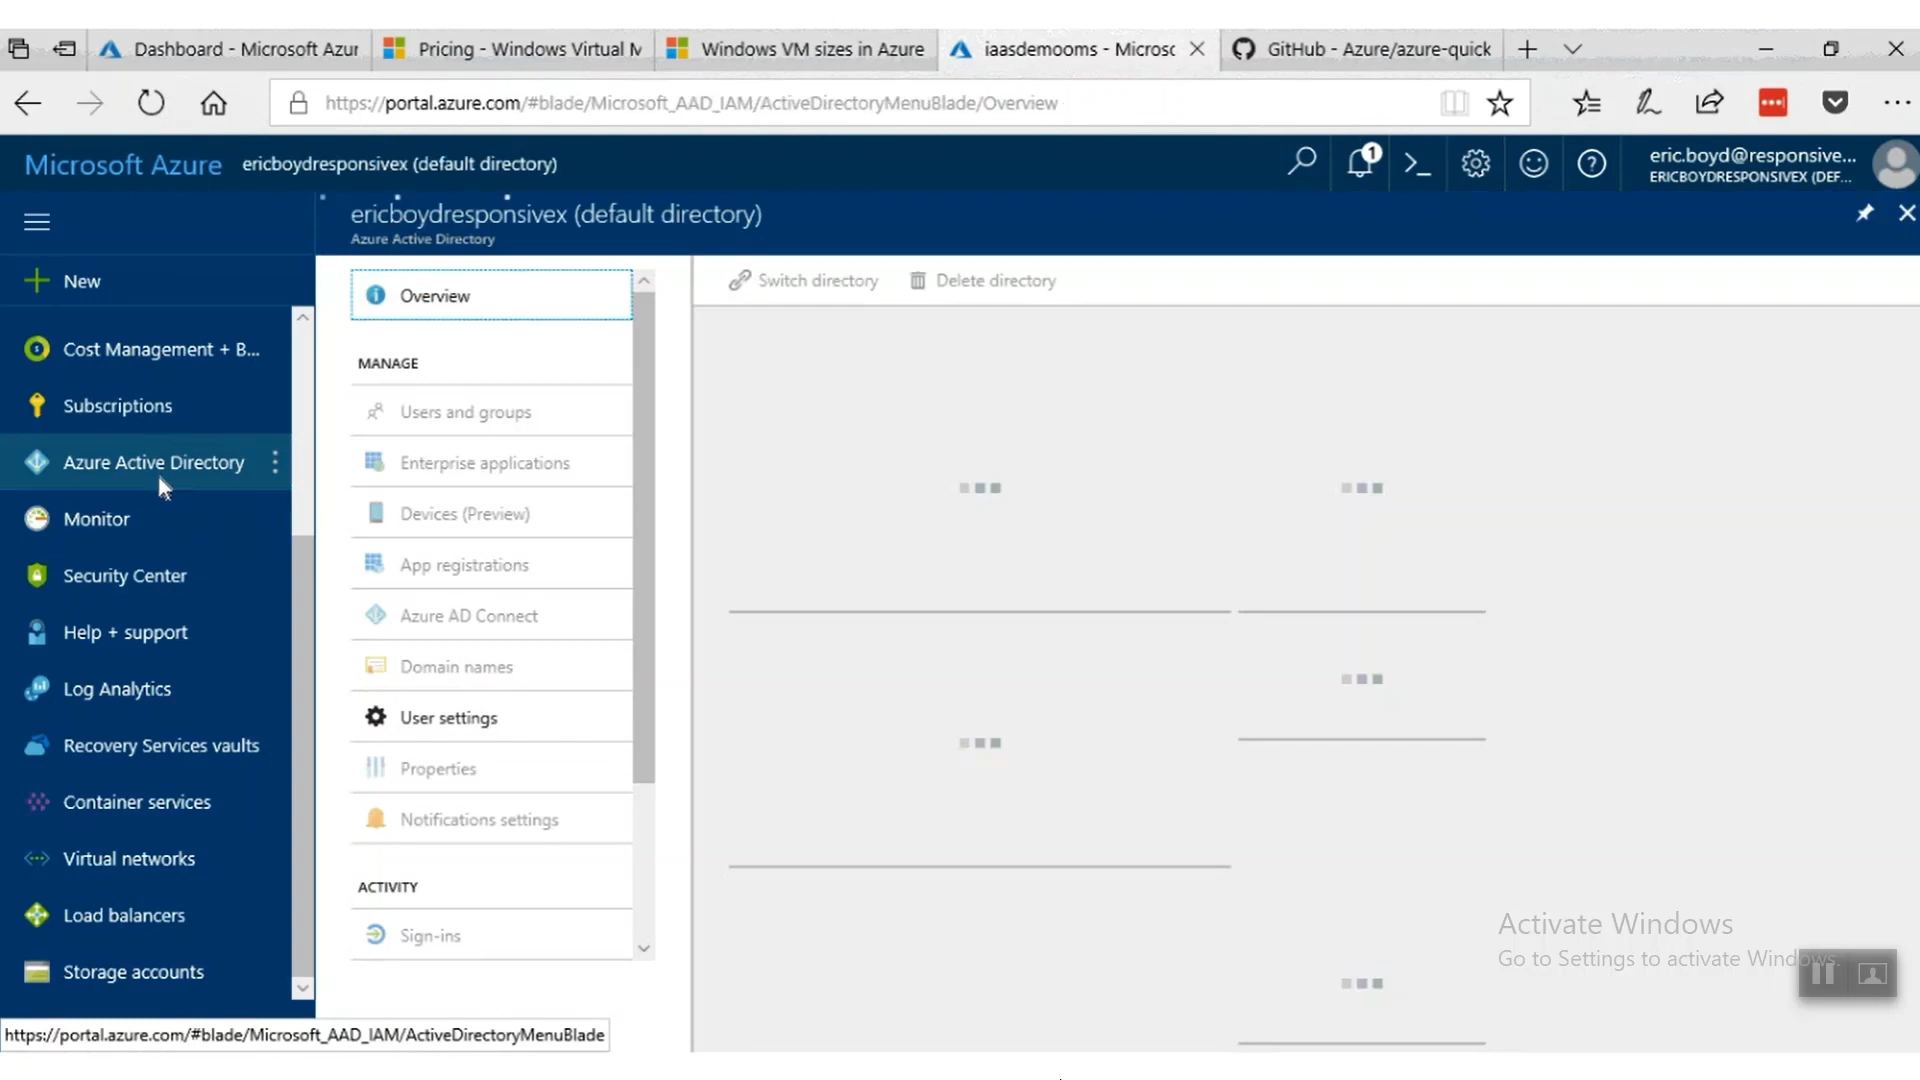 Dashboard - Microsoft Azur
Pricing - Windows Virtual M
Windows VM sizes in Azure
iaasdemooms - Microsc
GitHub - Azure/azure-quick
https://portal.azure.com/#blade/Microsoft_AAD_IAM/ActiveDirectoryMenuBlade/Overview
Microsoft Azure
ericboydresponsivex (default directory)
1
eric.boyd@responsive...
ERICBOYDRESPONSIVEX (DEF...
ericboydresponsivex (default directory)
Azure Active Directory
New
Cost Management + B...
Subscriptions
Azure Active Directory
Monitor
Security Center
Help + support
Log Analytics
Recovery Services vaults
Container services
Virtual networks
Load balancers
Storage accounts
Overview
MANAGE
Users and groups
Enterprise applications
Devices (Preview)
App registrations
Azure AD Connect
Domain names
User settings
Properties
Notifications settings
ACTIVITY
Sign-ins
Switch directory
Delete directory
Activate Windows
Go to Settings to activate Windows.
https://portal.azure.com/#blade/Microsoft_AAD_IAM/ActiveDirectoryMenuBlade